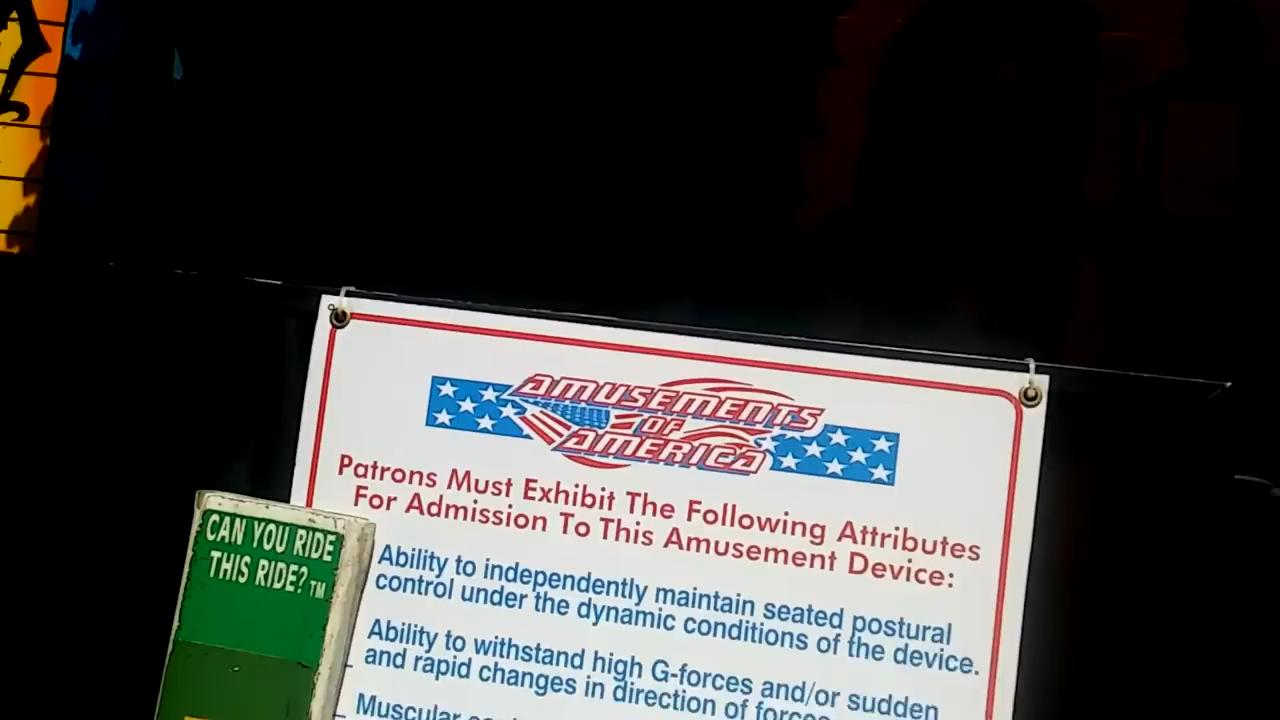 AMUSEMENTS
OF
AMERICA
Patrons Must Exhibit The Following Attributes
For Admission To This Amusement Device:
Ability to independently maintain seated postural
control under the dynamic conditions of the device.
Ability to withstand high G-forces and/or sudden
and rapid changes in direction of forces
Muscular
CAN YOU RIDE
THIS RIDE?TM